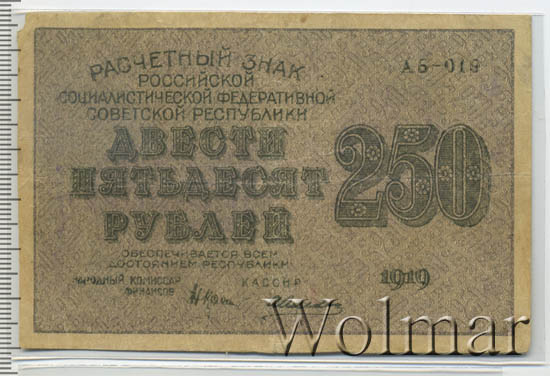 РАСЧЕТНЫЙ ЗНАК
АБ-019
РОССИЙСКОЙ
СОЦИАЛИСТИЧЕСКОЙ ФЕДЕРАТИВНОЙ
СОВЕТСКОЙ РЕСПУБЛИКИ
ДВЕСТИ
ПЯТЬДЕСЯТ
РУБЛЕЙ
250
ОБЕСПЕЧИВАЕТСЯ ВСЕМ
ДОСТОЯНИЕМ РЕСПУБЛИКИ
НАРОДНЫЙ КОМИССАР
ФИНАНСОВ
КАССИР
1919
Wolmar